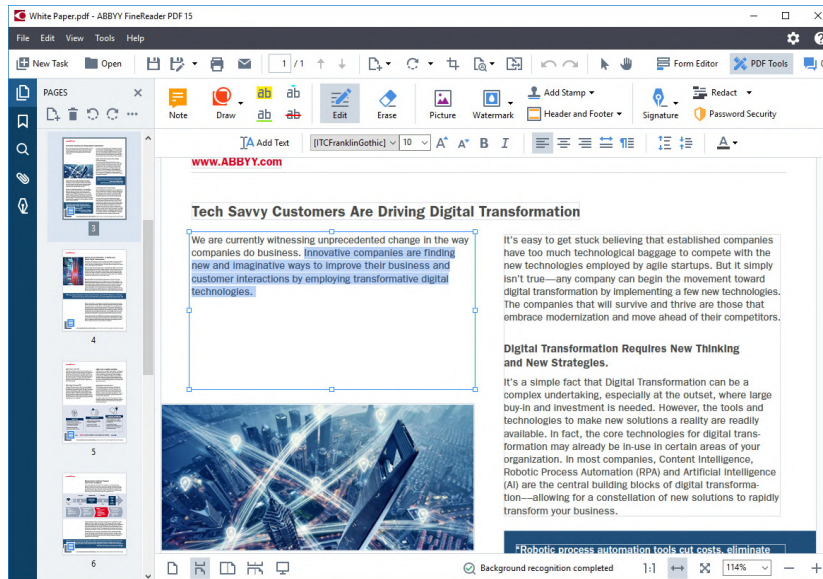 White Paper.pdf - ABBYY FineReader PDF 15
File Edit View Tools Help
New Task Open 1 / 1 Form Editor PDF Tools
PAGES
Note Draw ab ab ab ab Edit Erase Picture Watermark Add Stamp Header and Footer Signature Redact Password Security
Add Text [ITCFranklinGothic] 10 A A B I A
www.ABBYY.com
Tech Savvy Customers Are Driving Digital Transformation
We are currently witnessing unprecedented change in the way
companies do business. Innovative companies are finding
new and imaginative ways to improve their business and
customer interactions by employing transformative digital
technologies.
It's easy to get stuck believing that established companies
have too much technological baggage to compete with the
new technologies employed by agile startups. But it simply
isn't true—any company can begin the movement toward
digital transformation by implementing a few new technologies.
The companies that will survive and thrive are those that
embrace modernization and move ahead of their competitors.
Digital Transformation Requires New Thinking
and New Strategies.
It's a simple fact that Digital Transformation can be a
complex undertaking, especially at the outset, where large
buy-in and investment is needed. However, the tools and
technologies to make new solutions a reality are readily
available. In fact, the core technologies for digital trans-
formation may already be in-use in certain areas of your
organization. In most companies, Content Intelligence,
Robotic Process Automation (RPA) and Artificial Intelligence
(AI) are the central building blocks of digital transforma-
tion—allowing for a constellation of new solutions to rapidly
transform your business.
"Robotic process automation tools cut costs, eliminate
3
4
5
6
Background recognition completed 1:1 114%